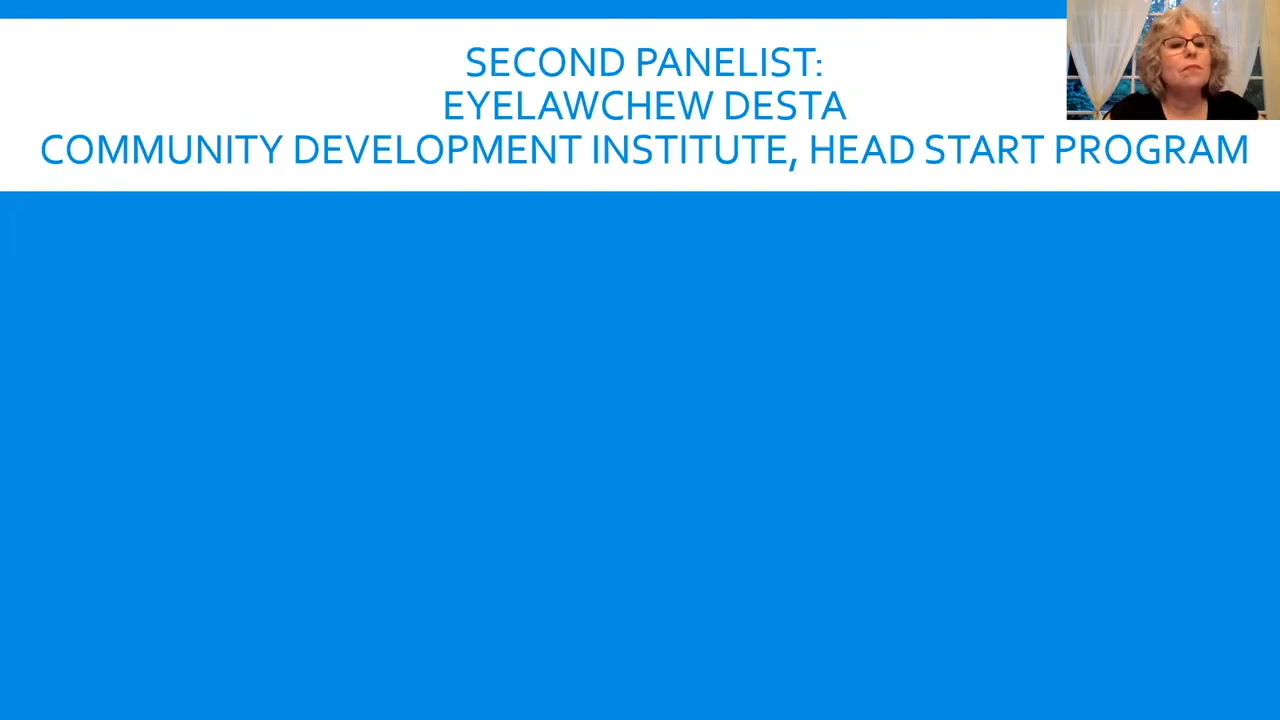 SECOND PANELIST:
EYELAWCHEW DESTA
COMMUNITY DEVELOPMENT INSTITUTE, HEAD START PROGRAM